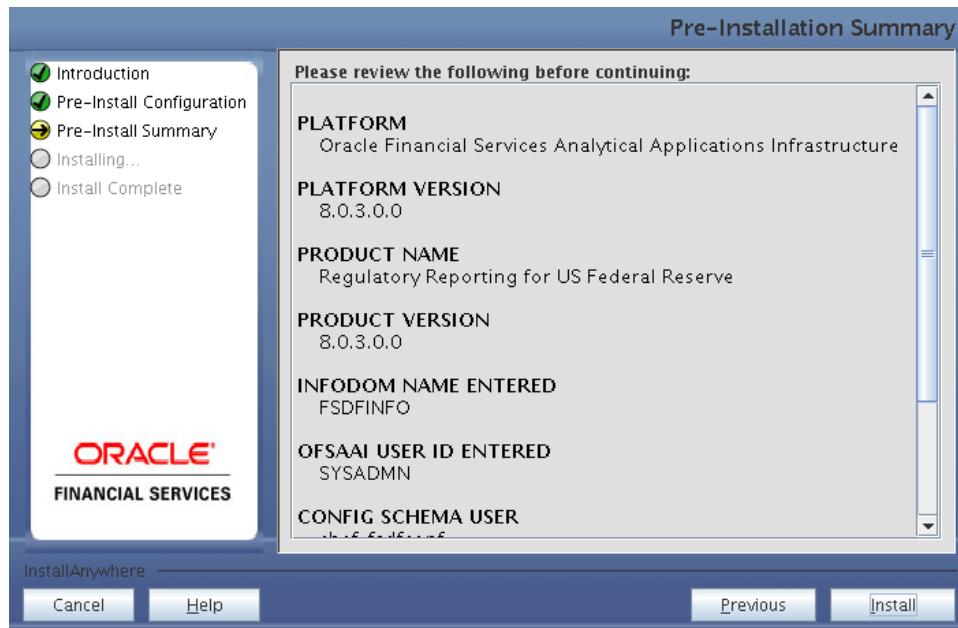 Pre-Installation Summary
Introduction
Pre-Install Configuration
Pre-Install Summary
Installing...
Install Complete
ORACLE'
FINANCIAL SERVICES
Please review the following before continuing:
PLATFORM
Oracle Financial Services Analytical Applications Infrastructure
PLATFORM VERSION
8.0.3.0.0
PRODUCT NAME
Regulatory Reporting for US Federal Reserve
PRODUCT VERSION
8.0.3.0.0
INFODOM NAME ENTERED
FSDFINFO
OFSAAI USER ID ENTERED
SYSADMN
CONFIG SCHEMA USER
InstallAnywhere
Cancel
Help
Previous
Install